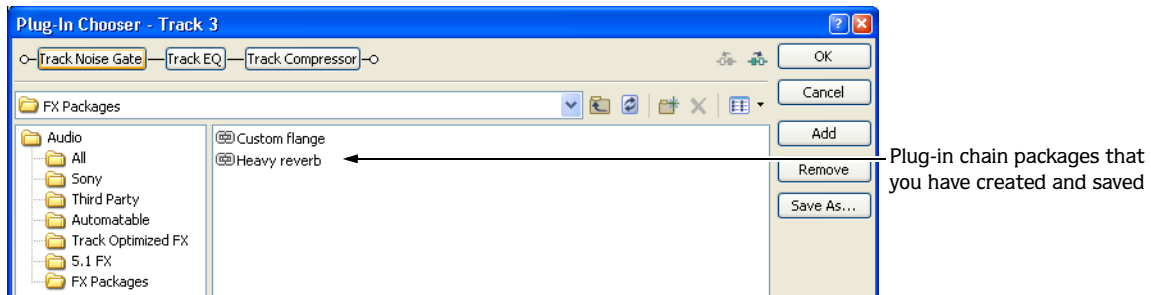 Plug-In Chooser - Track 3
Track Noise Gate Track EQ Track Compressor
OK
FX Packages
Cancel
Audio
All
Sony
Third Party
Automatable
Track Optimized FX
5.1 FX
FX Packages
Custom flange
Heavy reverb
Add
Remove
Save As...
Plug-in chain packages that
you have created and saved